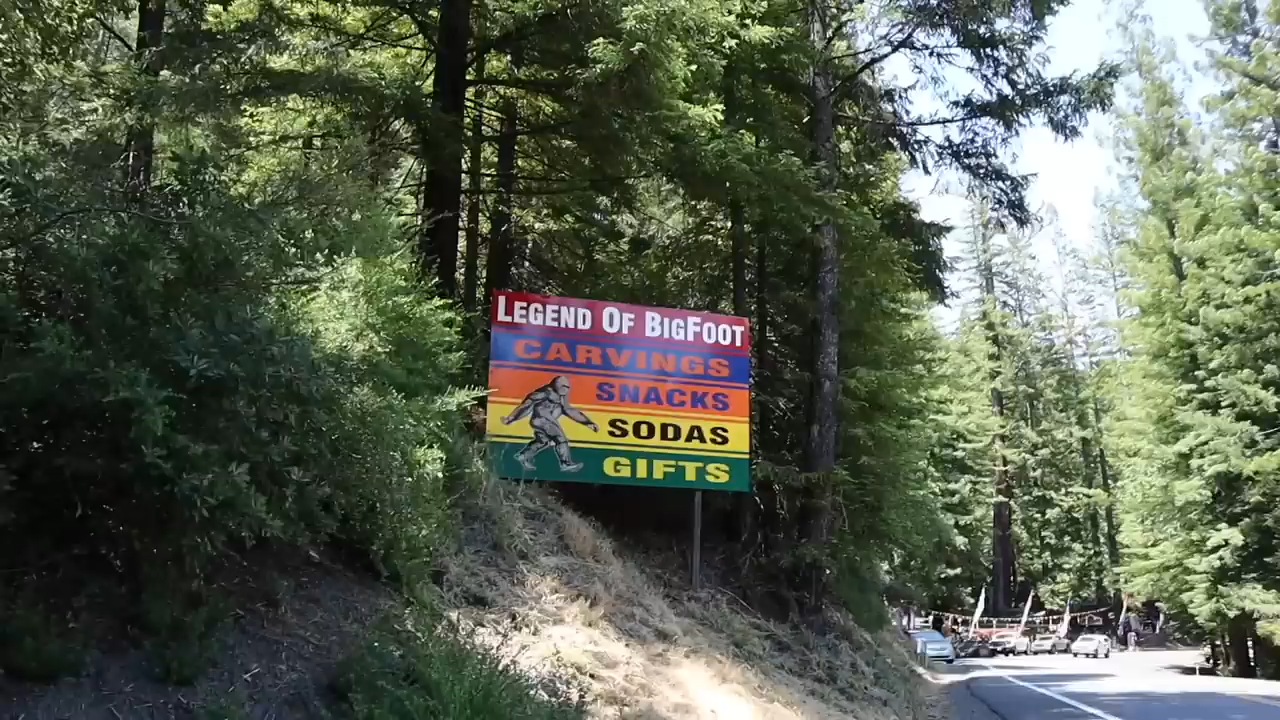 LEGEND OF BIGFOOT
CARVINGS
SNACKS
SODAS
GIFTS